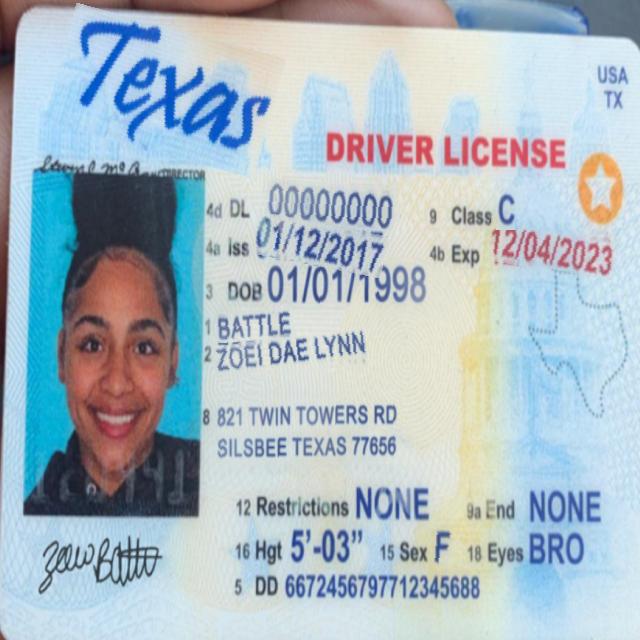 Texas
USA
TX
DRIVER LICENSE
DIRECTOR
4d DL 00000000 9 Class C
4a Iss 01/12/2017 4b Exp 12/04/2023
3 DOB 01/01/1998
1 BATTLE
2 ZOEI DAE LYNN
8 821 TWIN TOWERS RD
SILSBEE TEXAS 77656
12 Restrictions NONE 9a End NONE
16 Hgt 5'-03" 15 Sex F 18 Eyes BRO
5 DD 6672456797712345688